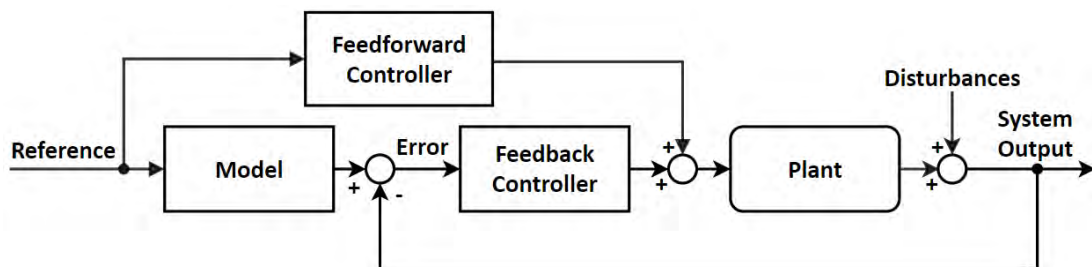 Feedforward
Controller
Disturbances
Reference
Model
Error
Feedback
Controller
Plant
System
Output
+
-
+
+
+
+